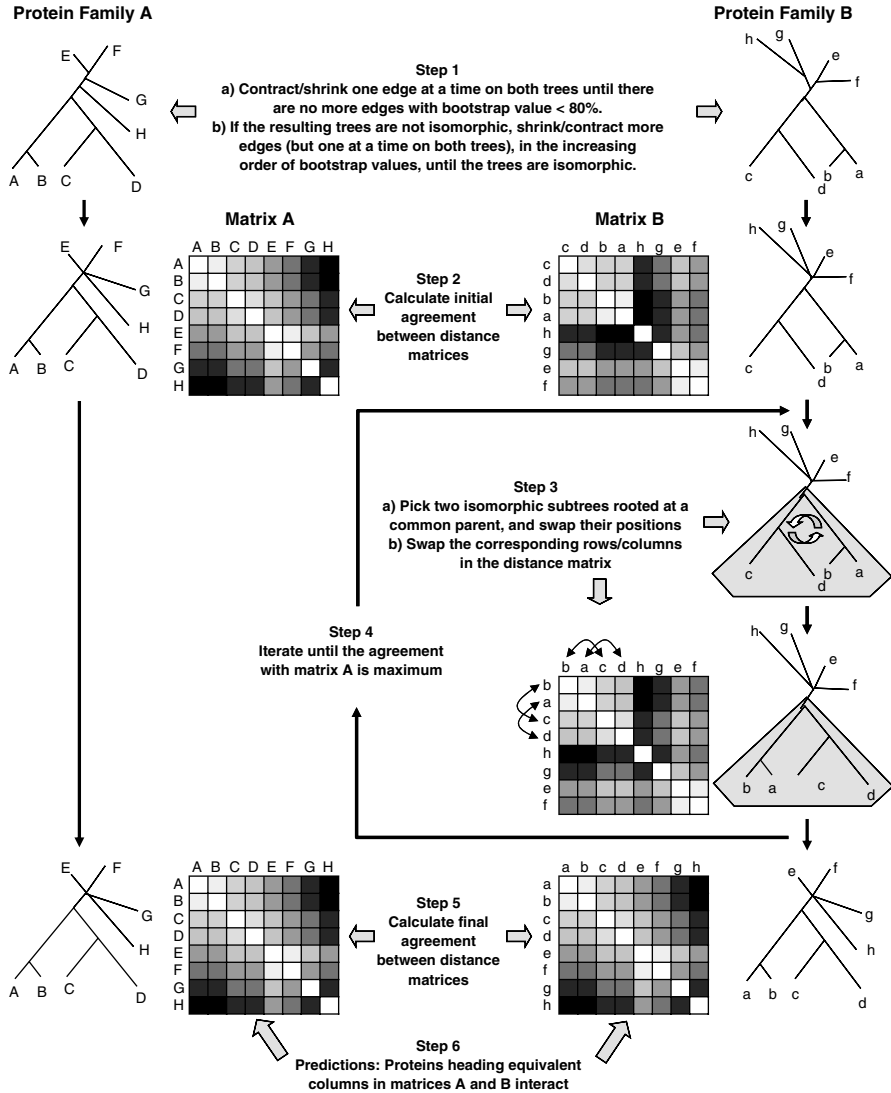 Protein Family A
Protein Family B
E F
G
H
A B C D
h g
e
f
c d b a
Step 1
a) Contract/shrink one edge at a time on both trees until there
are no more edges with bootstrap value < 80%.
b) If the resulting trees are not isomorphic, shrink/contract more
edges (but one at a time on both trees), in the increasing
order of bootstrap values, until the trees are isomorphic.
E F
G
H
A B C D
Matrix A
A B C D E F G H
A
B
C
D
E
F
G
H
Step 2
Calculate initial
agreement
between distance
matrices
Matrix B
c d b a h g e f
c
d
b
a
h
g
e
f
h g
e
f
c d b a
Step 3
a) Pick two isomorphic subtrees rooted at a
common parent, and swap their positions
b) Swap the corresponding rows/columns
in the distance matrix
h g
e
f
c d b a
Step 4
Iterate until the agreement
with matrix A is maximum
b a c d h g e f
b
a
c
d
h
g
e
f
h g
e
f
b a c d
E F
G
H
A B C D
A B C D E F G H
A
B
C
D
E
F
G
H
Step 5
Calculate final
agreement
between distance
matrices
a b c d e f g h
a
b
c
d
e
f
g
h
e f
g
h
a b c d
Step 6
Predictions: Proteins heading equivalent
columns in matrices A and B interact